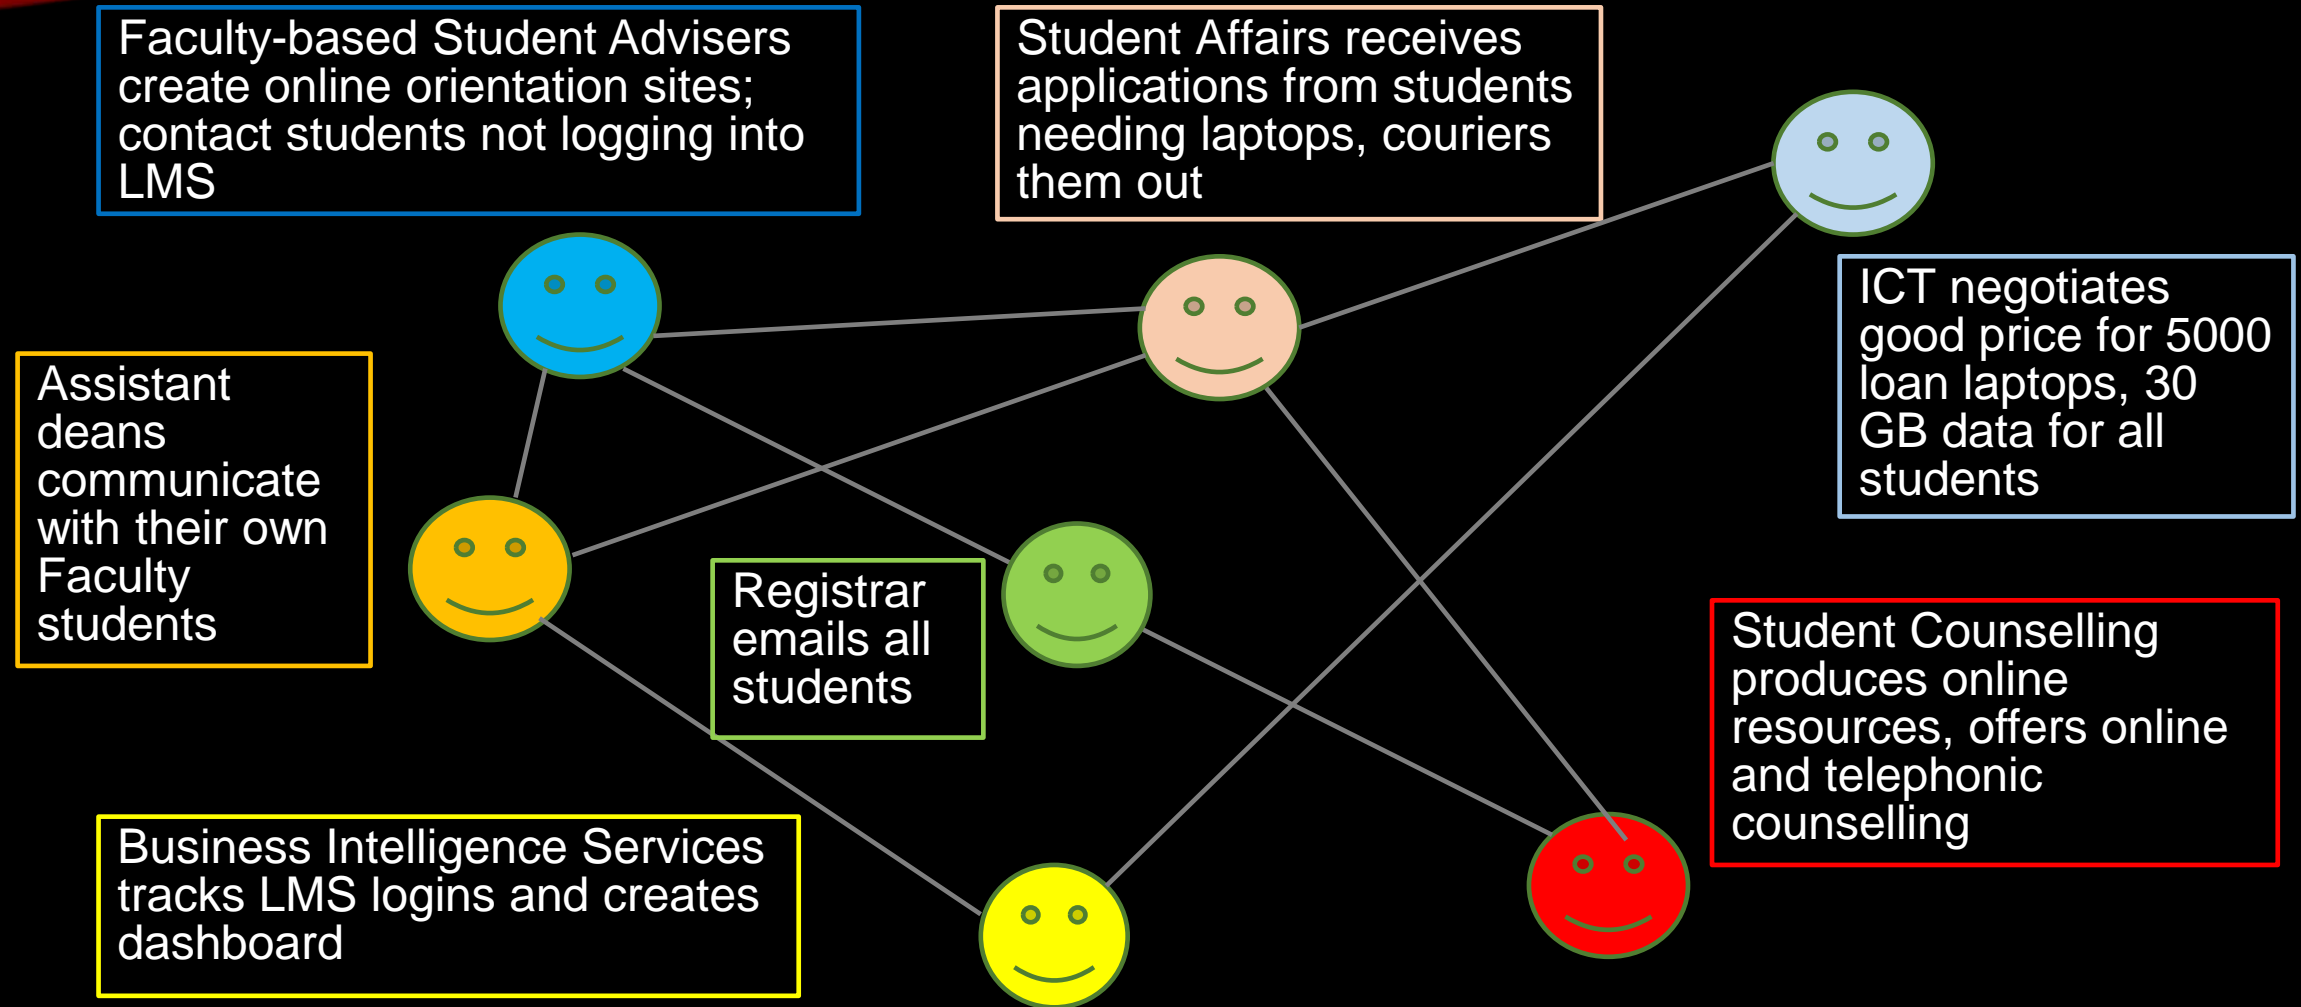 Faculty-based Student Advisers
create online orientation sites;
contact students not logging into
LMS
Student Affairs receives
applications from students
needing laptops, couriers
them out
ICT negotiates
good price for 5000
loan laptops, 30
GB data for all
students
Assistant
deans
communicate
with their own
Faculty
students
Registrar
emails all
students
Student Counselling
produces online
resources, offers online
and telephonic
counselling
Business Intelligence Services
tracks LMS logins and creates
dashboard